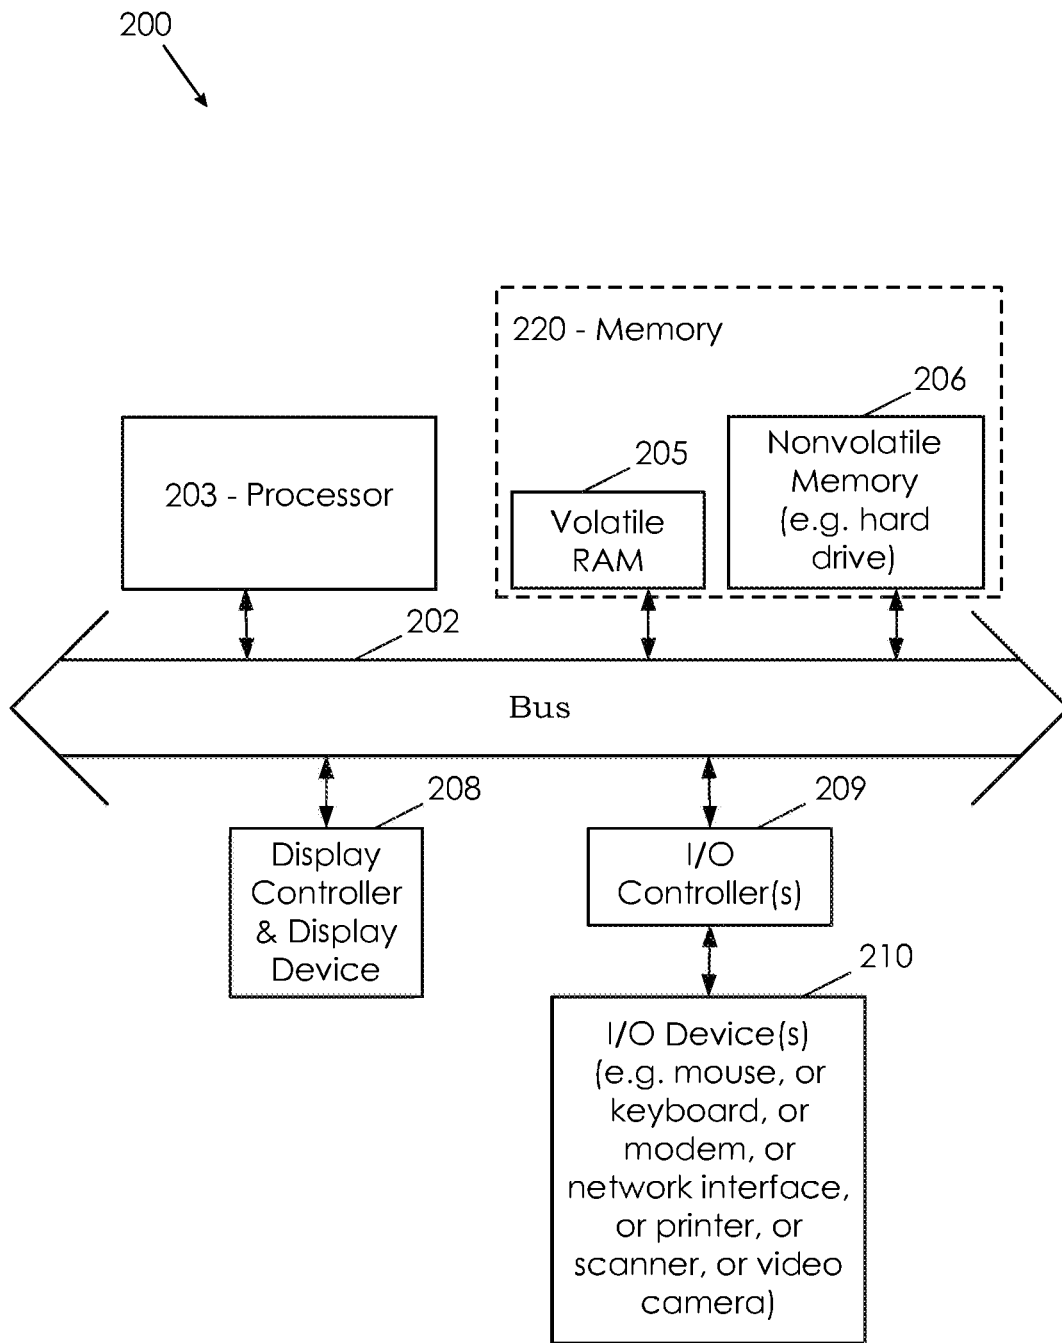 200
220 - Memory
206
Nonvolatile
Memory
(e.g. hard
drive)
205
Volatile
RAM
203 - Processor
202
Bus
208
Display
Controller
& Display
Device
209
I/O
Controller(s)
210
I/O Device(s)
(e.g. mouse, or
keyboard, or
modem, or
network interface,
or printer, or
scanner, or video
camera)